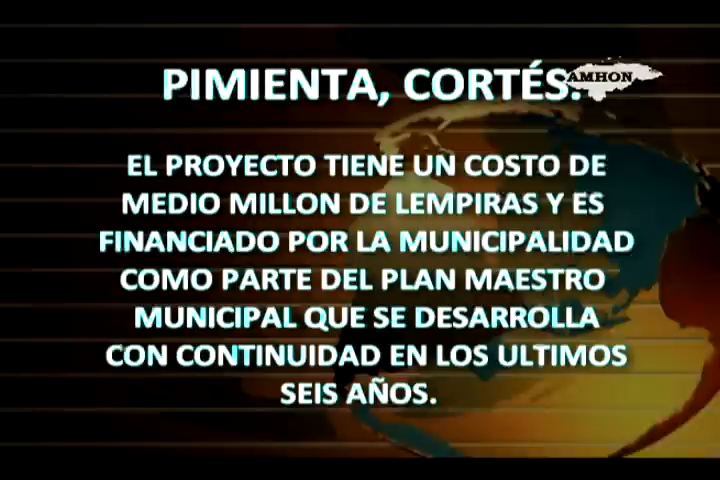 PIMIENTA, CORTÉS.
AMHON
EL PROYECTO TIENE UN COSTO DE
MEDIO MILLON DE LEMPIRAS Y ES
FINANCIADO POR LA MUNICIPALIDAD
COMO PARTE DEL PLAN MAESTRO
MUNICIPAL QUE SE DESARROLLA
CON CONTINUIDAD EN LOS ULTIMOS
SEIS AÑOS.